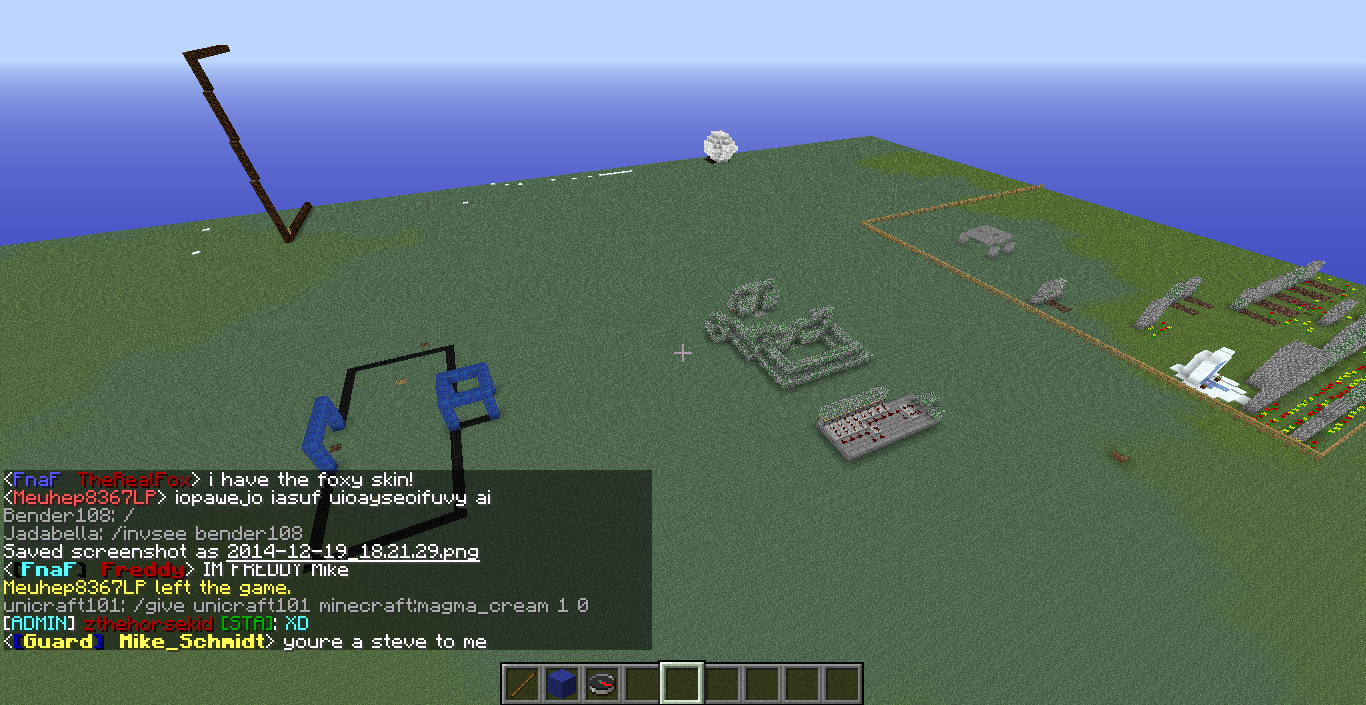 <FnaF TheRealFox> i have the foxy skin!
<Meuhep8367LP> iopawe,jo iasuf uioayseoifuvy ai
Bender108: /
Jadabella: /invsee bender108
Saved screenshot as 2014-12-19_18.21.29.png
<[FnaF] Freddy> IM FREDDY Mike
Meuhep8367LP left the game.
unicraft101: /give unicraft101 minecraft:magma_cream 1 0
[ADMIN] zthehorsekid [STA]: XD
<[Guard] Mike_Schmidt> youre a steve to me